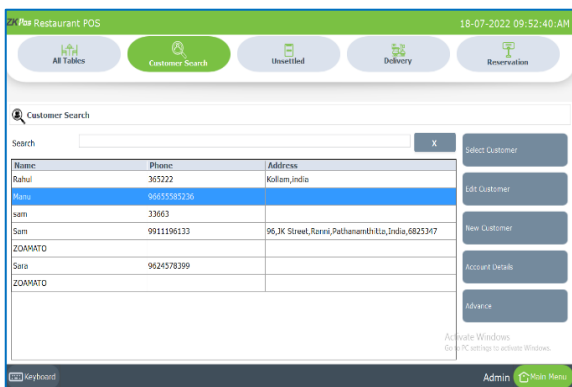 ZKPos Restaurant POS 18-07-2022 09:52:40:AM
All Tables Customer Search Unsettled Delivery Reservation
Customer Search
Search X
Select Customer
Name Phone Address
Rahul 365222 Kollam,india
Edit Customer
Manu 96655585236
sam 33663
New Customer
Sam 9911196133 96,JK Street,Ranni,Pathanamthitta,India,6825347
ZOAMATO
Account Details
Sara 9624578399
ZOAMATO
Advance
Activate Windows
Go to PC settings to activate Windows.
Keyboard Admin Main Menu